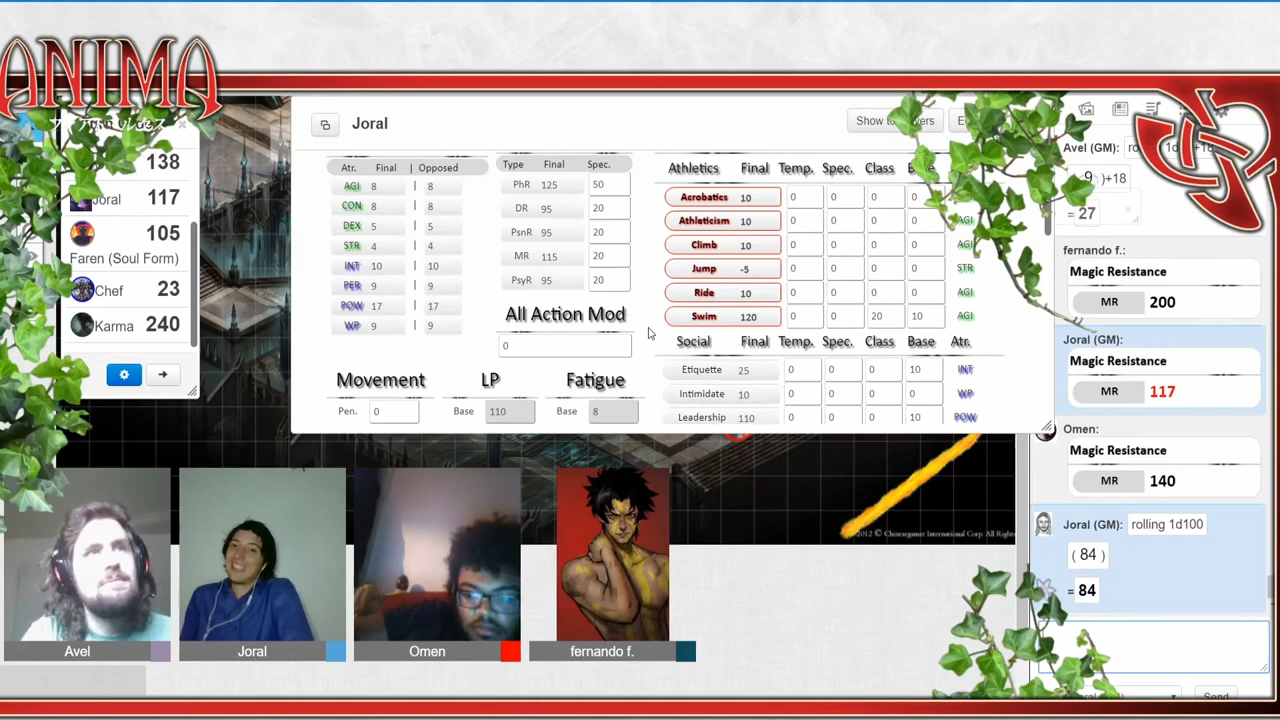 ANIMA
138
Joral 117
105
Faren (Soul Form)
Chef 23
Karma 240
Joral
Atr. Final | Opposed
AGI 8 | 8
CON 8 | 8
DEX 5 | 5
STR 4 | 4
INT 10 | 10
PER 9 | 9
POW 17 | 17
WP 9 | 9
Type Final Spec.
PhR 125 50
DR 95 20
PsnR 95 20
MR 115 20
PsyR 95 20
All Action Mod
0
Movement LP Fatigue
Pen. 0 Base 110 Base 8
Athletics Final Temp. Spec. Class
Acrobatics 10 0 0 0 0
Athleticism 10 0 0 0 0 AGI
Climb 10 0 0 0 0 AGI
Jump -5 0 0 0 0 STR
Ride 10 0 0 0 0 AGI
Swim 120 0 0 20 10 AGI
Social Final Temp. Spec. Class Base Atr.
Etiquette 25 0 0 0 10 INT
Intimidate 10 0 0 0 0 WP
Leadership 110 0 0 0 10 POW
Avel (GM):
)+18
= 27
fernando f.:
Magic Resistance
MR 200
Joral (GM):
Magic Resistance
MR 117
Omen:
Magic Resistance
MR 140
Joral (GM): rolling 1d100
( 84 )
= 84
Send
2012 © Chinesegamer International Corp. All Right
Avel
Joral
Omen
fernando f.